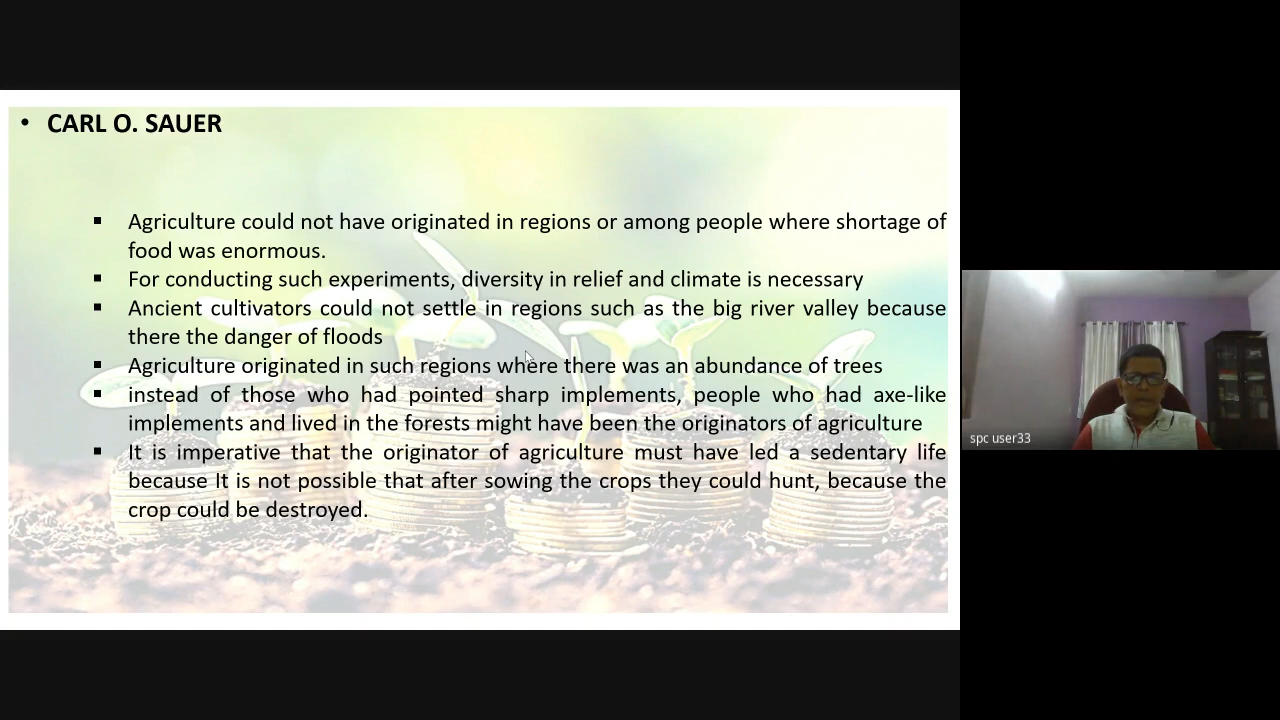 • CARL O. SAUER
▪ Agriculture could not have originated in regions or among people where shortage of
food was enormous.
▪ For conducting such experiments, diversity in relief and climate is necessary
▪ Ancient cultivators could not settle in regions such as the big river valley because
there the danger of floods
▪ Agriculture originated in such regions where there was an abundance of trees
▪ instead of those who had pointed sharp implements, people who had axe-like
implements and lived in the forests might have been the originators of agriculture
▪ It is imperative that the originator of agriculture must have led a sedentary life
because It is not possible that after sowing the crops they could hunt, because the
crop could be destroyed.
spc user33